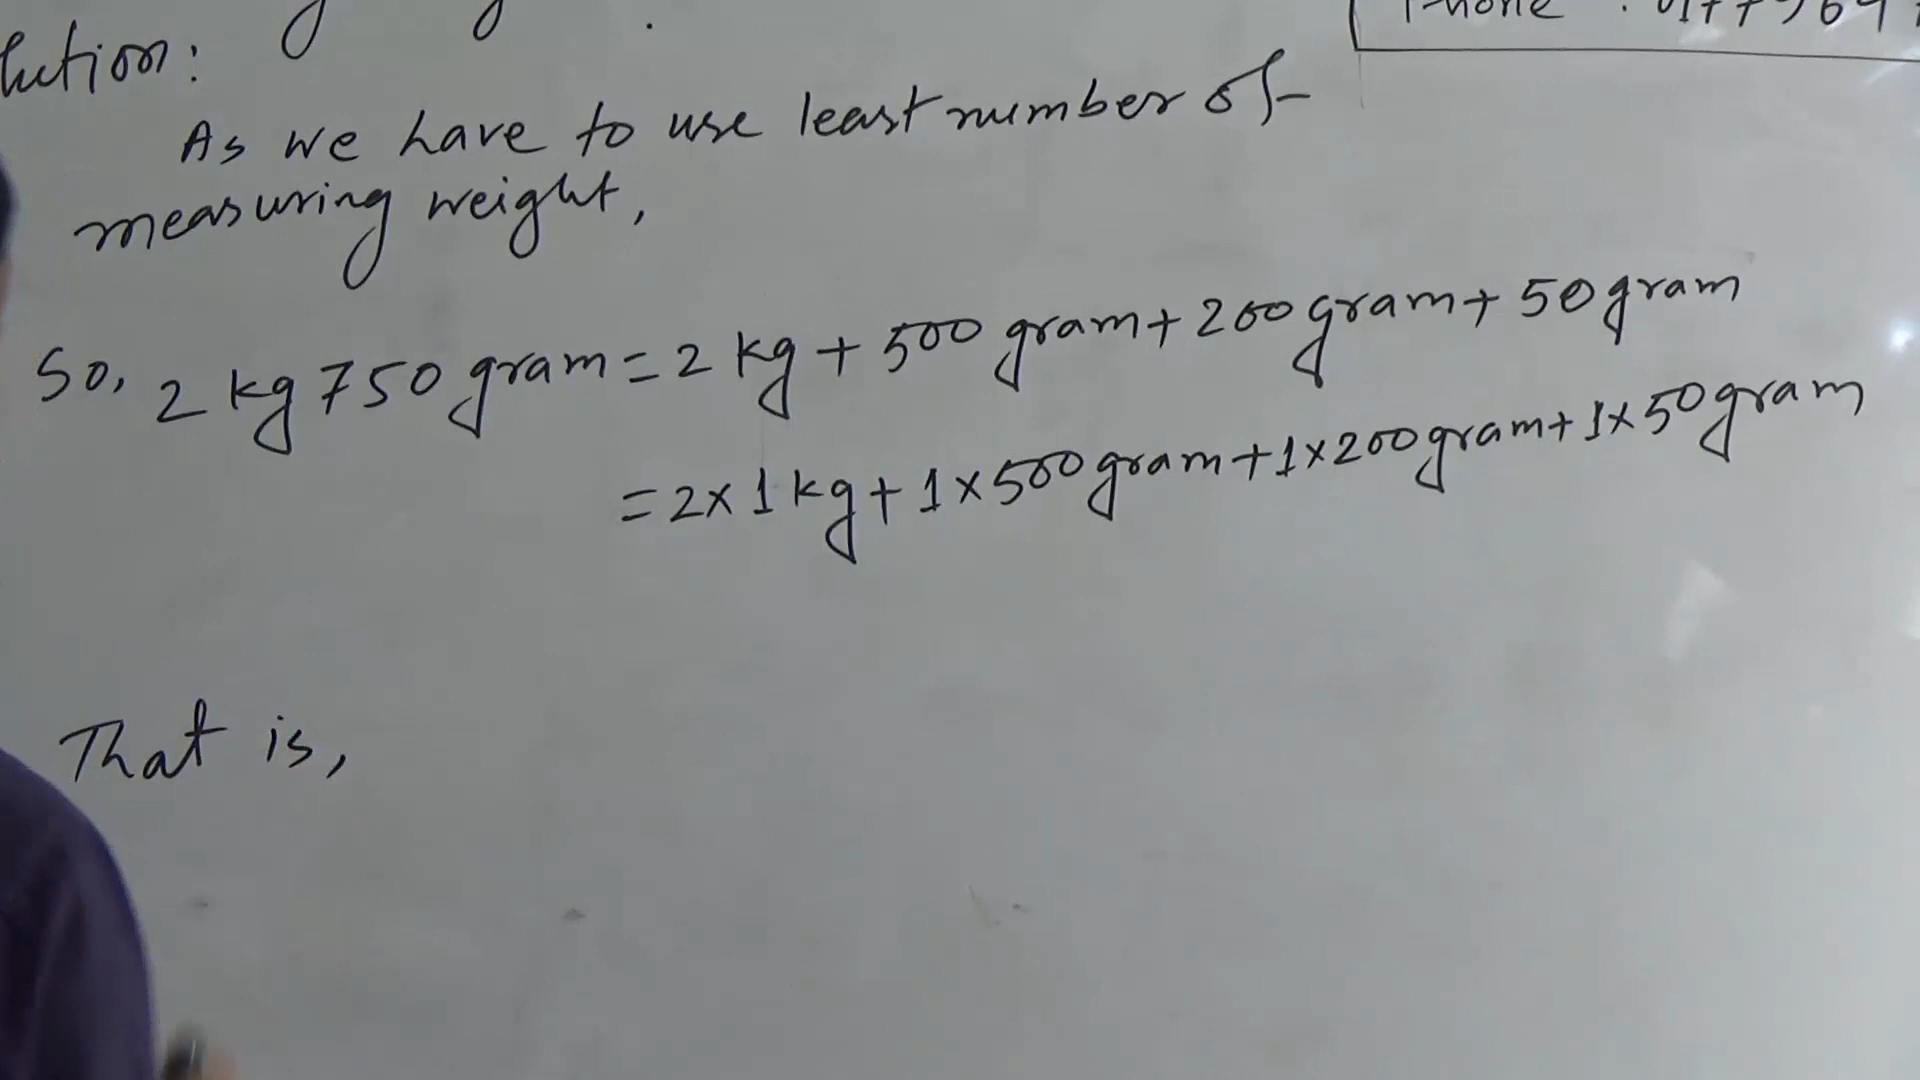 Phone :
lution:
As we have to use least number of
measuring weight,
So, 2 kg 750 gram = 2 kg + 500 gram + 200 gram + 50 gram
= 2 x 1 kg + 1 x 500 gram + 1 x 200 gram + 1 x 50 gram
That is,